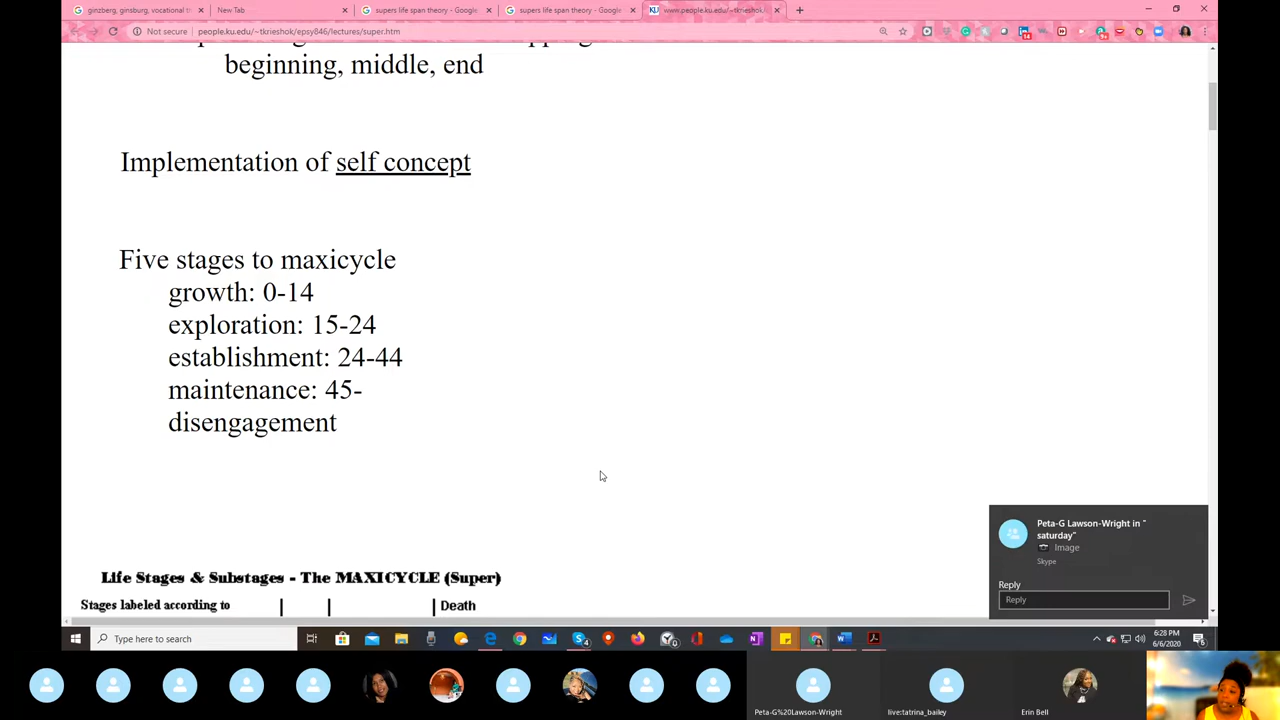 ginzberg, ginsburg, vocational th
New Tab
supers life span theory - Google
supers life span theory - Google
www.people.ku.edu/~tkrieshok/
Not secure | people.ku.edu/~tkrieshok/epsy846/lectures/super.htm
beginning, middle, end
Implementation of self concept
Five stages to maxicycle
growth: 0-14
exploration: 15-24
establishment: 24-44
maintenance: 45-
disengagement
Peta-G Lawson-Wright in "
saturday"
Image
Skype
Reply
Reply
Life Stages & Substages - The MAXICYCLE (Super)
Stages labeled according to | | | Death
Type here to search
6:28 PM
6/6/2020
Peta-G%20Lawson-Wright
live:tatrina_bailey
Erin Bell